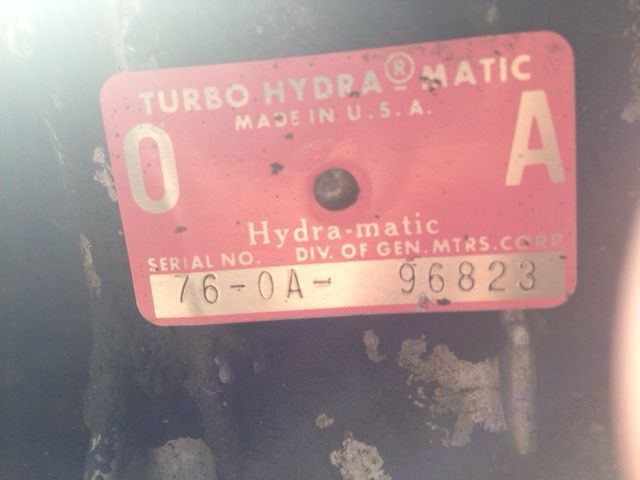 TURBO HYDRA®MATIC
MADE IN U.S.A.
O A
Hydra-matic
SERIAL NO. DIV. OF GEN. MTRS. CORP.
76-OA- 96823